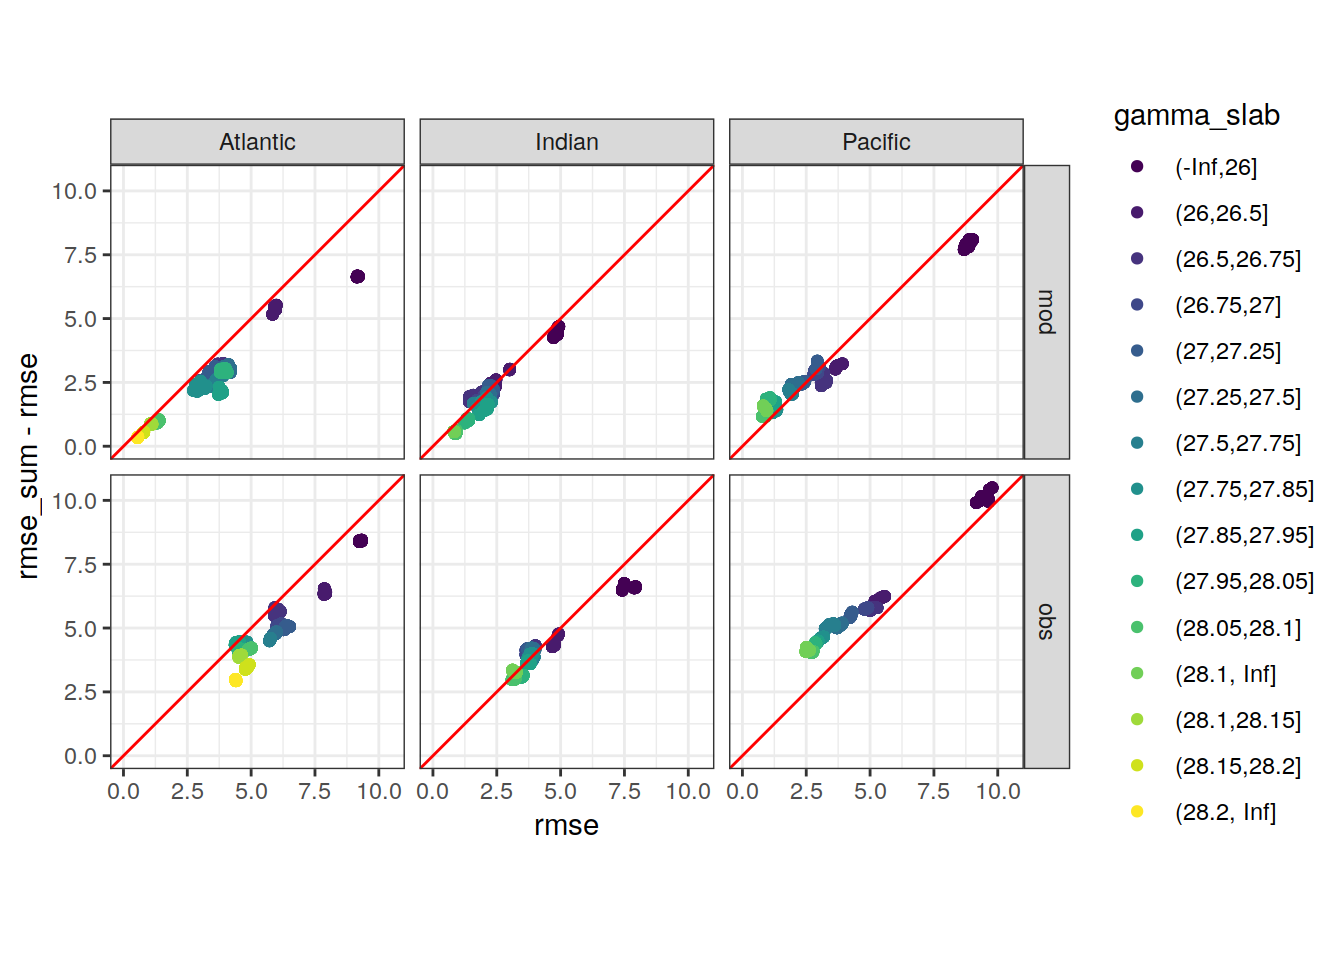 Atlantic
Indian
Pacific
10.0
7.5
5.0
2.5
0.0
mod
10.0
7.5
5.0
2.5
0.0
obs
0.0 2.5 5.0 7.5 10.0
0.0 2.5 5.0 7.5 10.0
0.0 2.5 5.0 7.5 10.0
rmse
rmse_sum - rmse
gamma_slab
(-Inf,26]
(26,26.5]
(26.5,26.75]
(26.75,27]
(27,27.25]
(27.25,27.5]
(27.5,27.75]
(27.75,27.85]
(27.85,27.95]
(27.95,28.05]
(28.05,28.1]
(28.1, Inf]
(28.1,28.15]
(28.15,28.2]
(28.2, Inf]